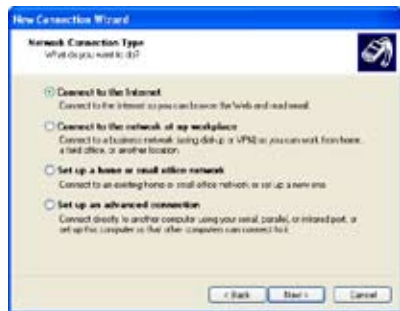 New Connection Wizard
Network Connection Type
What do you want to do?
Connect to the Internet
Connect to the Internet so you can browse the Web and read email.
Connect to the network at my workplace
Connect to a business network (using dial-up or VPN) so you can work from home,
a field office, or another location.
Set up a home or small office network
Connect to an existing home or small office network or set up a new one.
Set up an advanced connection
Connect directly to another computer using your serial, parallel, or infrared port, or
set up this computer so that other computers can connect to it.
< Back
Next >
Cancel